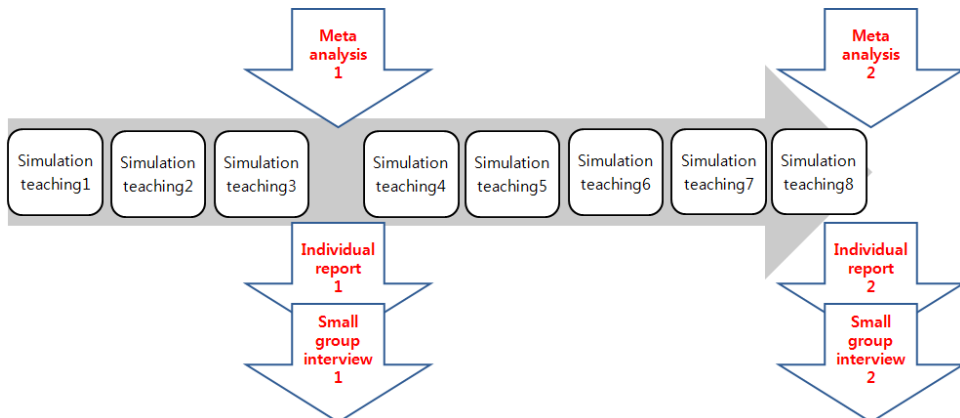 Meta
analysis
1
Meta
analysis
2
Simulation
teaching1
Simulation
teaching2
Simulation
teaching3
Simulation
teaching4
Simulation
teaching5
Simulation
teaching6
Simulation
teaching7
Simulation
teaching8
Individual
report
1
Individual
report
2
Small
group
interview
1
Small
group
interview
2